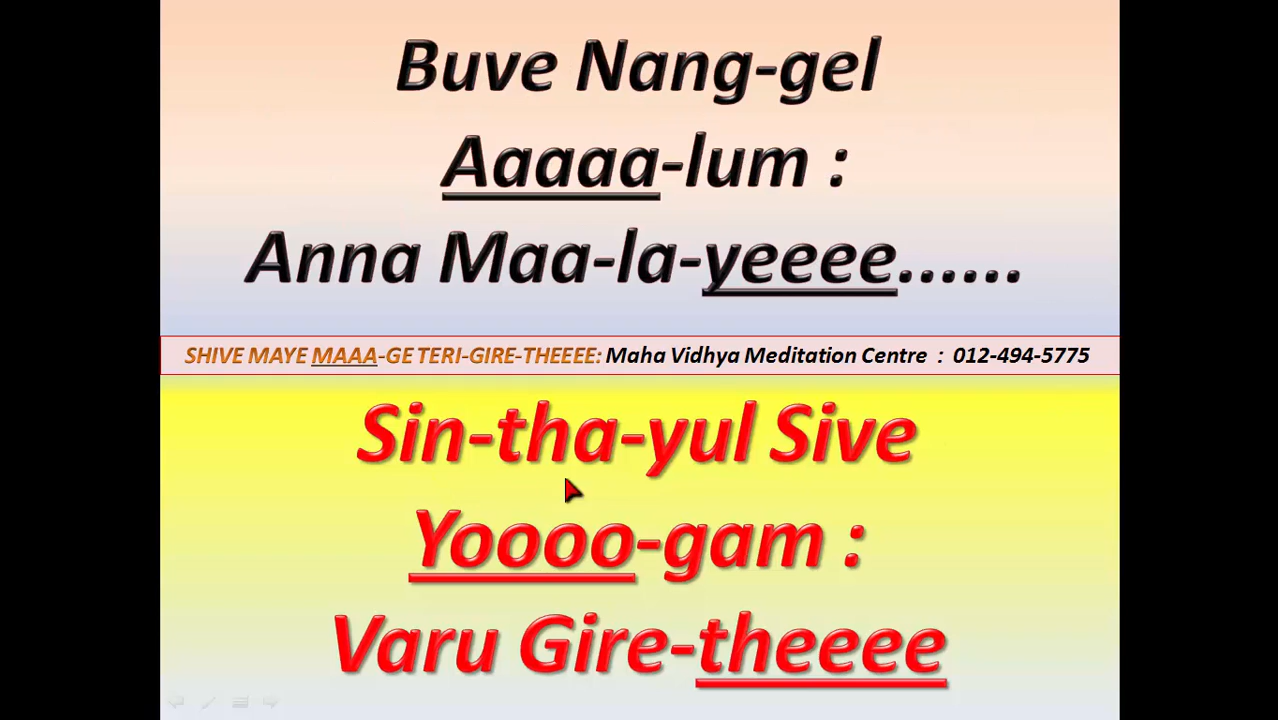 Buve Nang-gel
Aaaaa-lum :
Anna Maa-la-yeeee......
SHIVE MAYE MAAA-GE TERI-GIRE-THEEEE: Maha Vidhya Meditation Centre : 012-494-5775
Sin-tha-yul Sive
Yoooo-gam :
Varu Gire-theeee